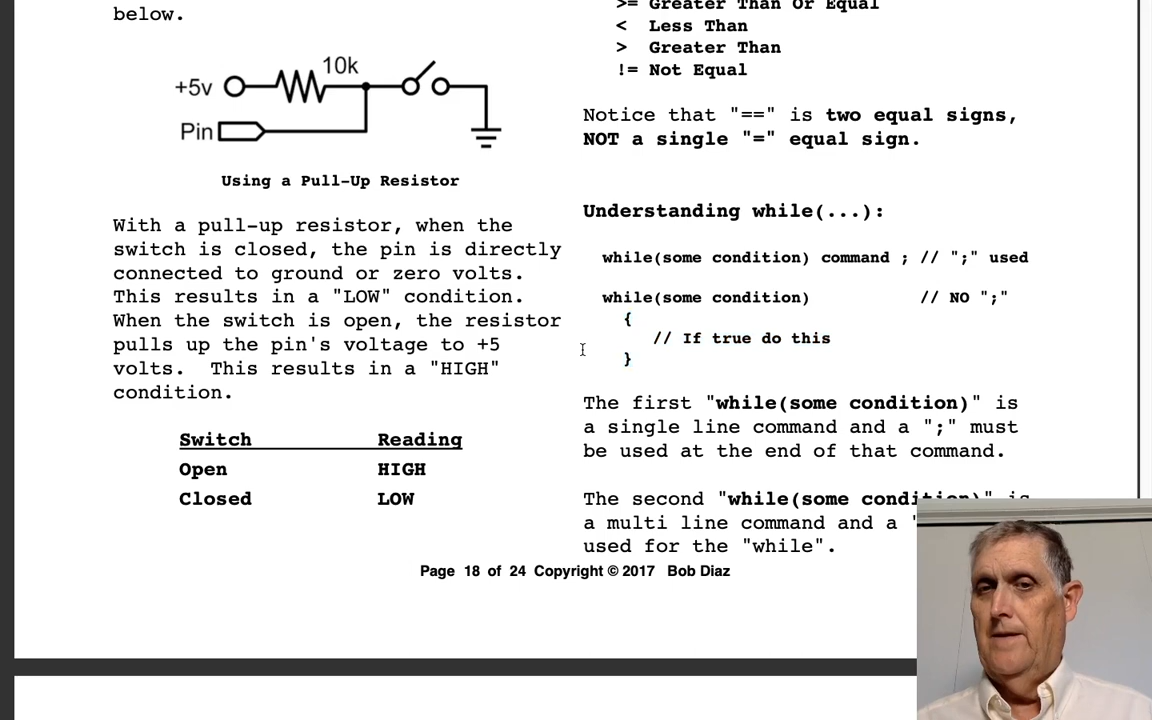 below.
+5v
10k
Pin
Using a Pull-Up Resistor
With a pull-up resistor, when the
switch is closed, the pin is directly
connected to ground or zero volts.
This results in a "LOW" condition.
When the switch is open, the resistor
pulls up the pin's voltage to +5
volts. This results in a "HIGH"
condition.
Switch Reading
Open HIGH
Closed LOW
>= Greater Than Or Equal
< Less Than
> Greater Than
!= Not Equal
Notice that "==" is two equal signs,
NOT a single "=" equal sign.
Understanding while(...):
while(some condition) command ; // ";" used
while(some condition) // NO ";"
{
// If true do this
}
The first "while(some condition)" is
a single line command and a ";" must
be used at the end of that command.
The second "while(some condition)" is
a multi line command and a "
used for the "while".
Page 18 of 24 Copyright © 2017 Bob Diaz